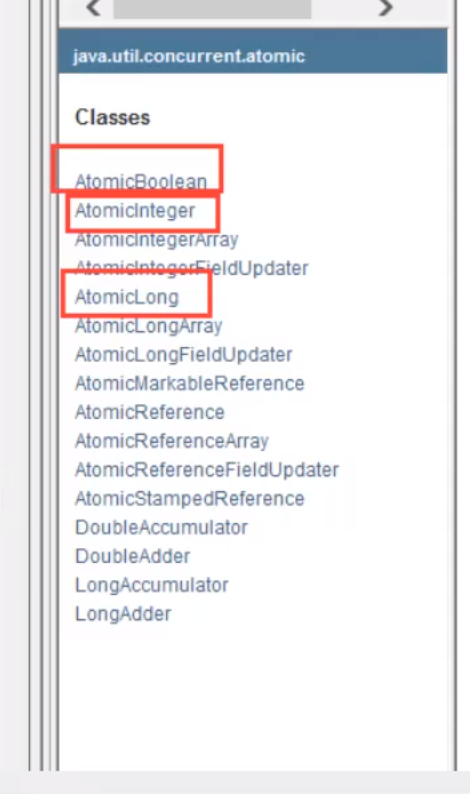 java.util.concurrent.atomic
Classes
AtomicBoolean
AtomicInteger
AtomicIntegerArray
AtomicIntegerFieldUpdater
AtomicLong
AtomicLongArray
AtomicLongFieldUpdater
AtomicMarkableReference
AtomicReference
AtomicReferenceArray
AtomicReferenceFieldUpdater
AtomicStampedReference
DoubleAccumulator
DoubleAdder
LongAccumulator
LongAdder